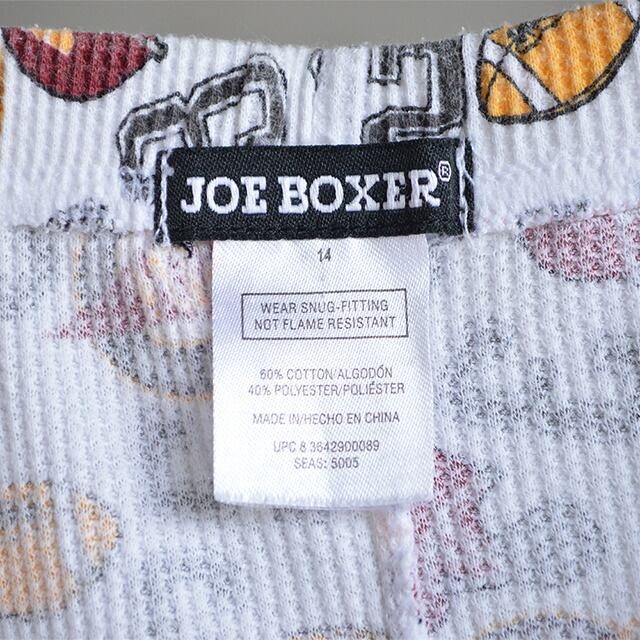 JOE BOXER®
14
WEAR SNUG-FITTING
NOT FLAME RESISTANT
60% COTTON/ALGODÓN
40% POLYESTER/POLIÉSTER
MADE IN/HECHO EN CHINA
UPC 8 3642900089
SEAS: 5005